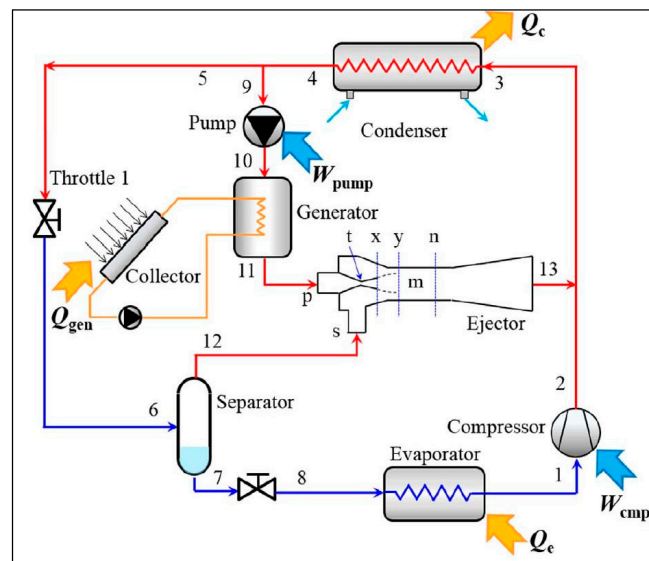 Qc
5
4
3
9
Condenser
Pump
10
Wpump
Throttle 1
Generator
t
x
y
n
Collector
11
13
p
m
Qgen
Ejector
s
12
2
Separator
6
Compressor
Evaporator
7
8
1
Wcmp
Qe